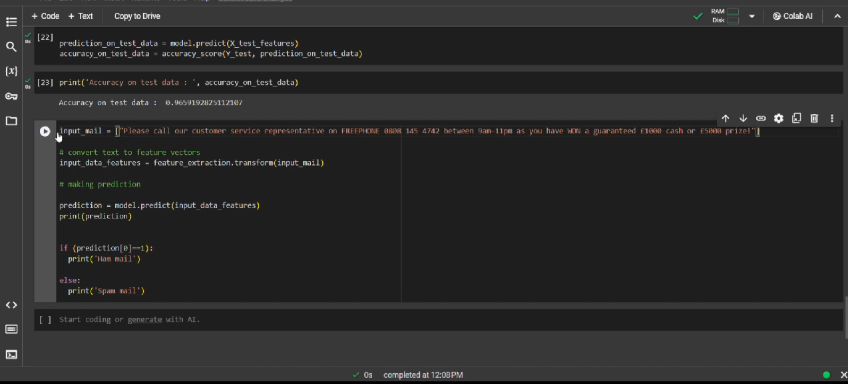 + Code + Text Copy to Drive
RAM
Disk
Colab AI
[22]
prediction_on_test_data = model.predict(X_test_features)
accuracy_on_test_data = accuracy_score(Y_test, prediction_on_test_data)
[23] print('Accuracy on test data : ', accuracy_on_test_data)
Accuracy on test data : 0.9659192825112107
input_mail = ["Please call our customer service representative on FREEPHONE 0808 145 4742 between 9am-11pm as you have WON a guaranteed £1000 cash or £5000 prize!"]
# convert text to feature vectors
input_data_features = feature_extraction.transform(input_mail)
# making prediction
prediction = model.predict(input_data_features)
print(prediction)
if (prediction[0]==1):
print('Ham mail')
else:
print('Spam mail')
[ ] Start coding or generate with AI.
0s completed at 12:08 PM